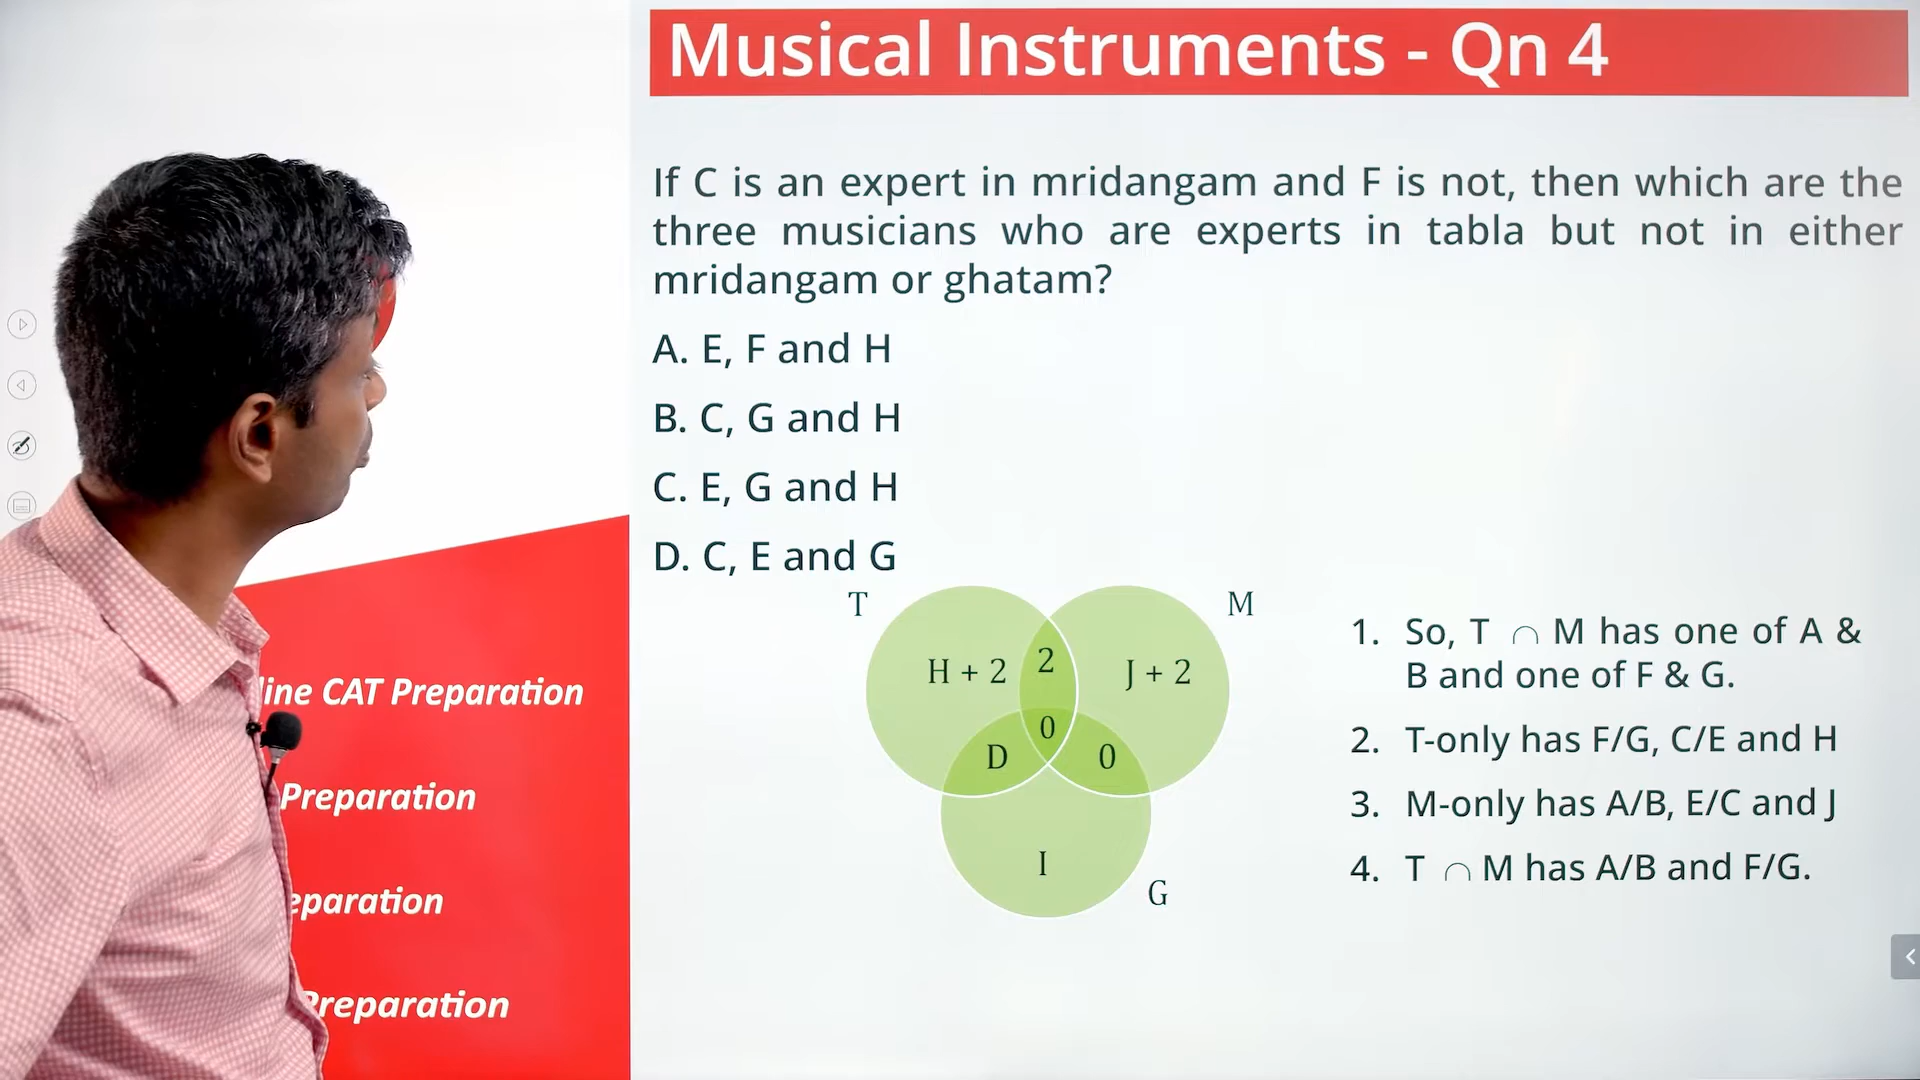 Musical Instruments - Qn 4
If C is an expert in mridangam and F is not, then which are the
three musicians who are experts in tabla but not in either
mridangam or ghatam?
A. E, F and H
B. C, G and H
C. E, G and H
D. C, E and G
T
M
H + 2
2
J + 2
0
D
0
I
G
1. So, T ∩ M has one of A &
B and one of F & G.
2. T-only has F/G, C/E and H
3. M-only has A/B, E/C and J
4. T ∩ M has A/B and F/G.
CAT Preparation
Preparation